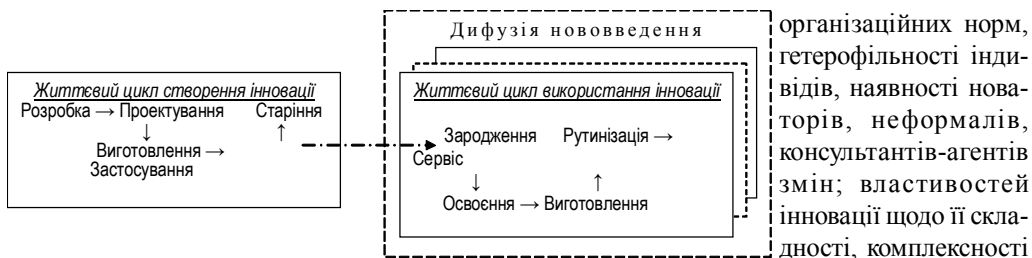 Дифузія нововведення
Життєвий цикл створення інновації
Розробка → Проектування Старіння
↓ ↑
Виготовлення →
Застосування
Життєвий цикл використання інновації
Зародження Рутинізація →
Сервіс
↓ ↑
Освоєння → Виготовлення
організаційних норм,
гетерофільності інди-
відів, наявності нова-
торів, неформалів,
консультантів-агентів
змін; властивостей
інновації щодо її скла-
дності, комплексності